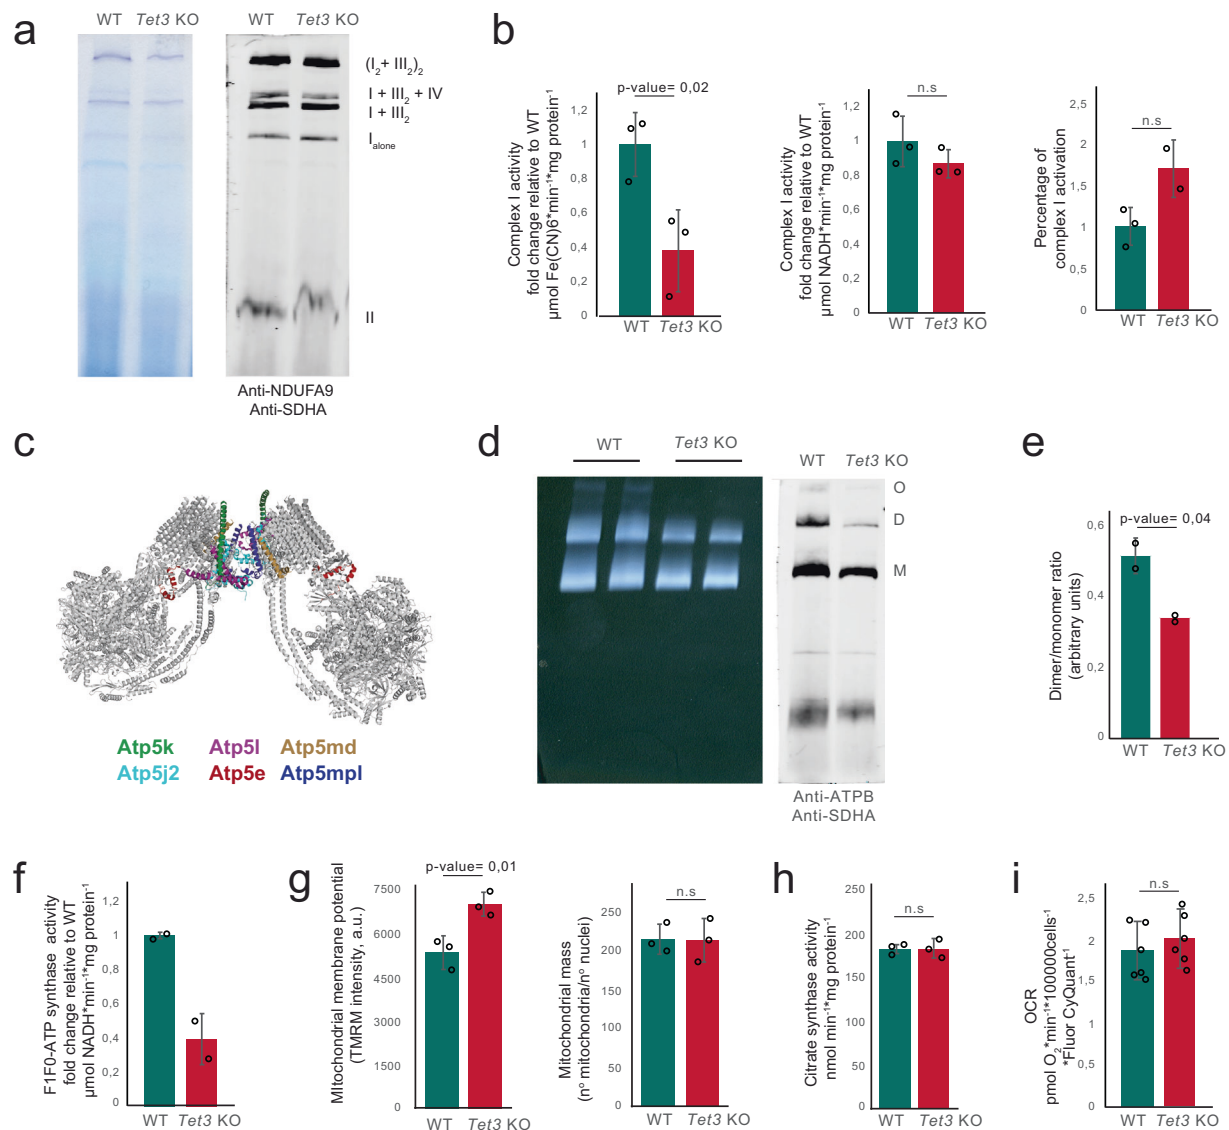 a
WT Tet3 KO
WT Tet3 KO
(I2+ III2)2
I + III2 + IV
I + III2
Ialone
II
Anti-NDUFA9
Anti-SDHA
b
Complex I activity
fold change relative to WT
µmol Fe(CN)6*min-1*mg protein-1
p-value= 0,02
1,2
1
0,8
0,6
0,4
0,2
0
WT Tet3 KO
Complex I activity
fold change relative to WT
µmol NADH*min-1*mg protein-1
n.s
1,2
1
0,8
0,6
0,4
0,2
0
WT Tet3 KO
Percentage of
complex I activation
n.s
2,5
2
1,5
1
0,5
0
WT Tet3 KO
c
Atp5k Atp5l Atp5md
Atp5j2 Atp5e Atp5mpl
d
WT Tet3 KO
WT Tet3 KO
O
D
M
Anti-ATPB
Anti-SDHA
e
Dimer/monomer ratio
(arbitrary units)
p-value= 0,04
0,6
0,4
0,2
0
WT Tet3 KO
f
F1F0-ATP synthase activity
fold change relative to WT
µmol NADH*min-1*mg protein-1
1,2
1
0,8
0,6
0,4
0,2
0
WT Tet3 KO
g
MItochondrial membrane potential
(TMRM intensity, a.u.)
p-value= 0,01
7500
6000
4500
3000
1500
0
WT Tet3 KO
Mitochondrial mass
(nº mitochondria/nº nuclei)
n.s
250
200
150
100
50
0
WT Tet3 KO
h
Citrate synthase activity
nmol min-1*mg protein-1
n.s
250
200
150
100
50
0
WT Tet3 KO
i
OCR
pmol O2*min-1*100000cells-1
*Fluor CyQuant-1
n.s
2,5
2
1,5
1
0,5
0
WT Tet3 KO